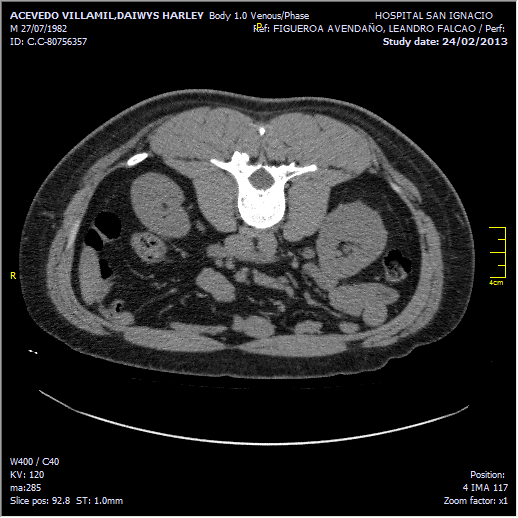 ACEVEDO VILLAMIL,DAIWYS HARLEY Body 1.0 Venous/Phase
HOSPITAL SAN IGNACIO
M 27/07/1982
P
Ref: FIGUEROA AVENDAÑO, LEANDRO FALCAO / Perf:
ID: C.C-80756357
Study date: 24/02/2013
R
4cm
W400 / C40
KV: 120
ma:285
Slice pos: 92.8 ST: 1.0mm
Position:
4 IMA 117
Zoom factor: x1